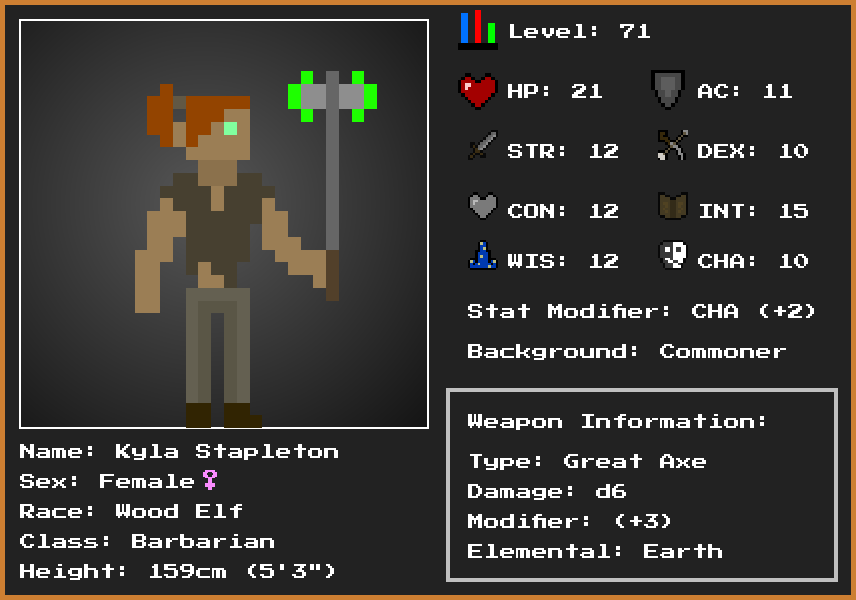 Level: 71
HP: 21
AC: 11
STR: 12
DEX: 10
CON: 12
INT: 15
WIS: 12
CHA: 10
Stat Modifier: CHA (+2)
Background: Commoner
Weapon Information:
Type: Great Axe
Damage: d6
Modifier: (+3)
Elemental: Earth
Name: Kyla Stapleton
Sex: Female♀
Race: Wood Elf
Class: Barbarian
Height: 159cm (5'3")